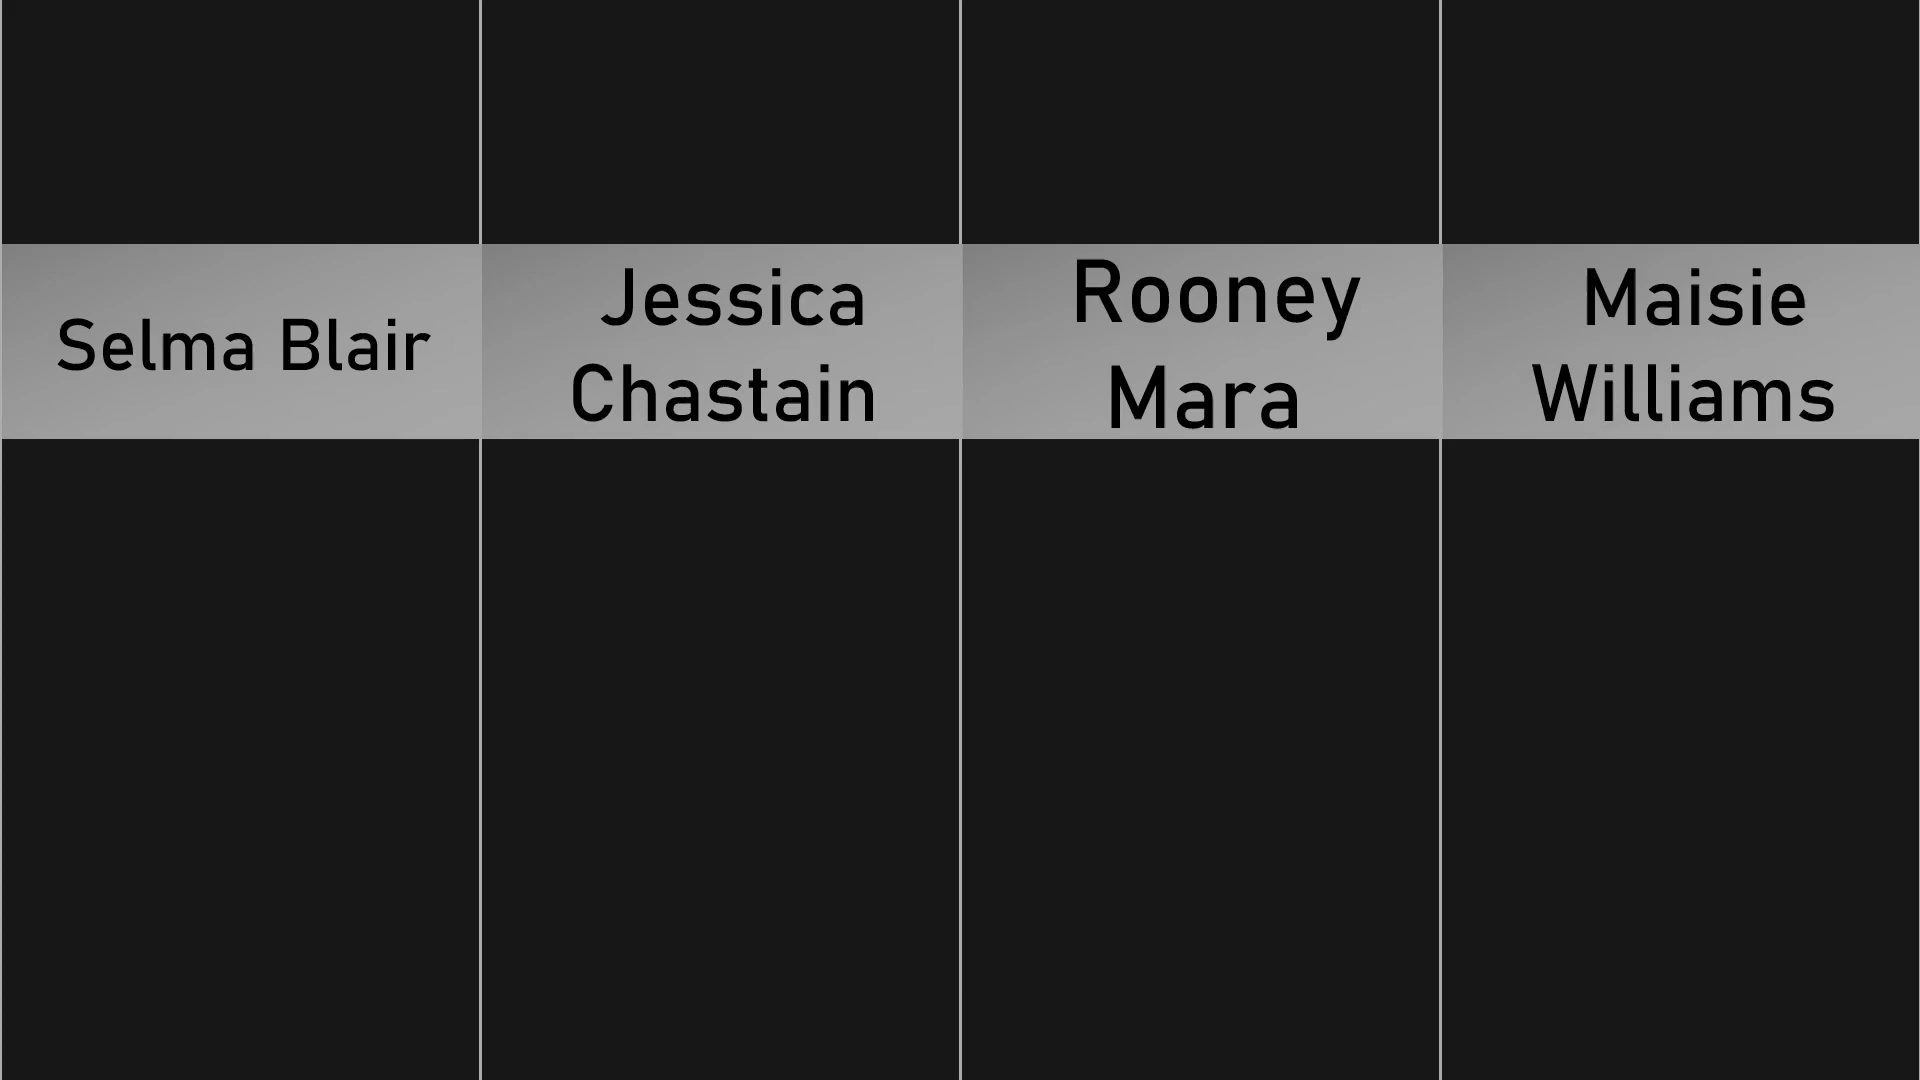 Selma Blair
Jessica
Chastain
Rooney
Mara
Maisie
Williams